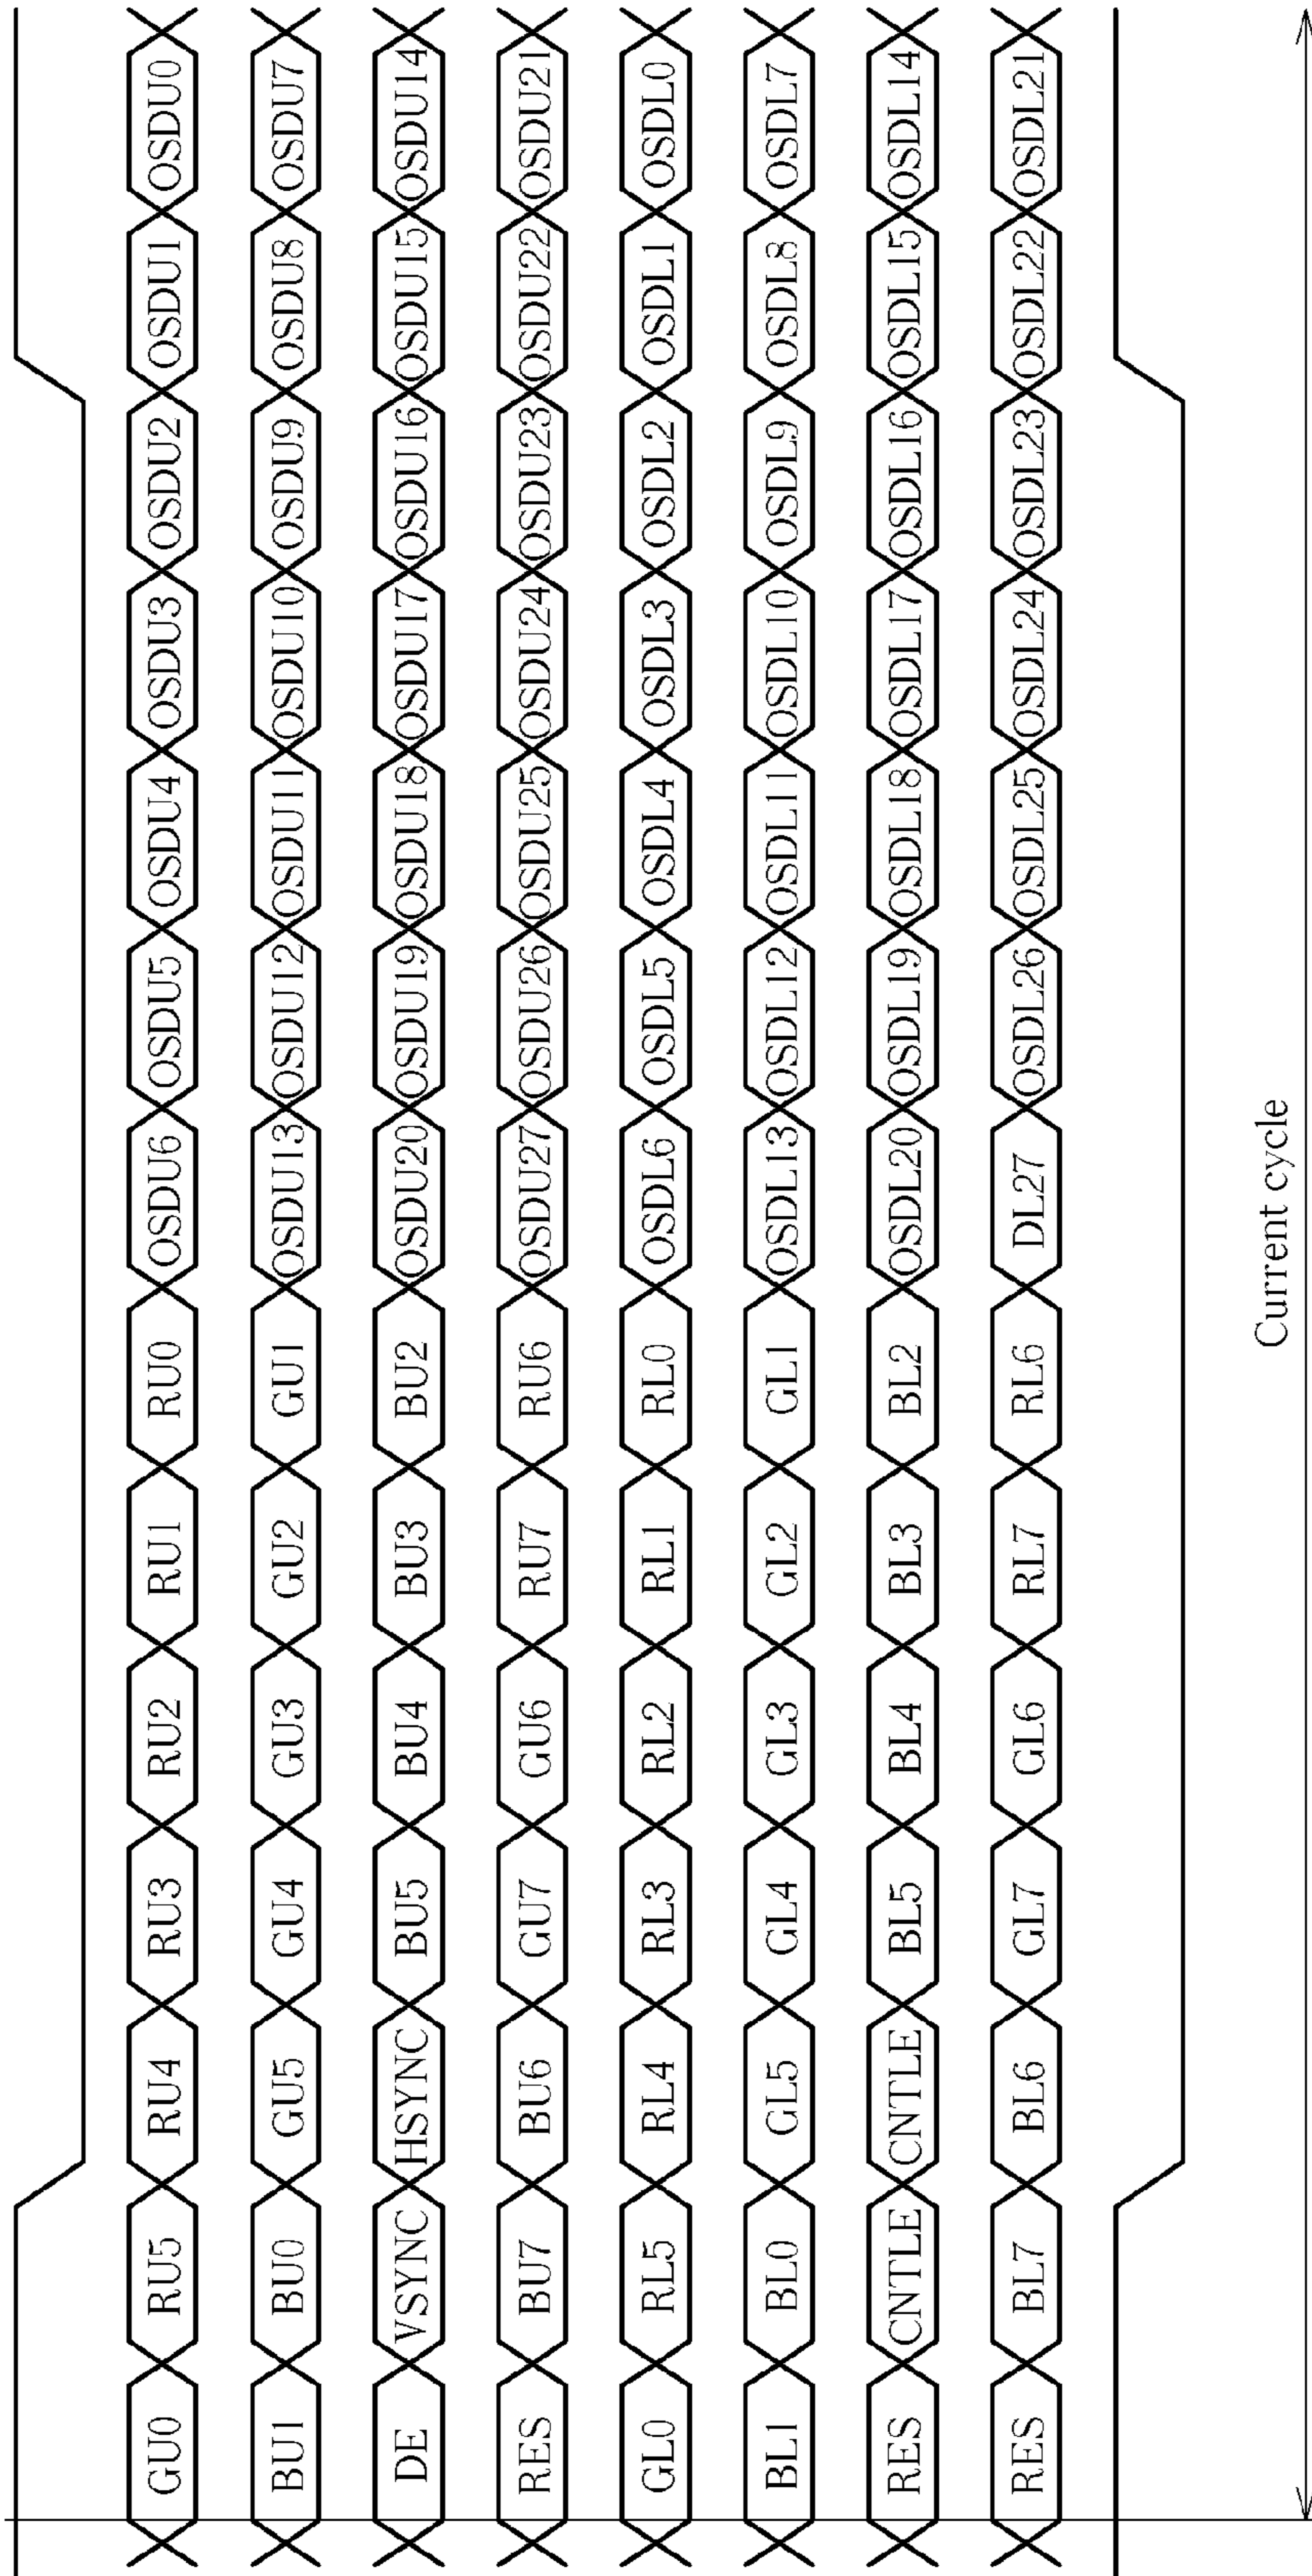 GU0 RU5 RU4 RU3 RU2 RU1 RU0 OSDU6 OSDU5 OSDU4 OSDU3 OSDU2 OSDU1 OSDU0
BU1 BU0 GU5 GU4 GU3 GU2 GU1 OSDU13 OSDU12 OSDU11 OSDU10 OSDU9 OSDU8 OSDU7
DE VSYNC HSYNC BU5 BU4 BU3 BU2 OSDU20 OSDU19 OSDU18 OSDU17 OSDU16 OSDU15 OSDU14
RES BU7 BU6 GU7 GU6 RU7 RU6 OSDU27 OSDU26 OSDU25 OSDU24 OSDU23 OSDU22 OSDU21
GL0 RL5 RL4 RL3 RL2 RL1 RL0 OSDL6 OSDL5 OSDL4 OSDL3 OSDL2 OSDL1 OSDL0
BL1 BL0 GL5 GL4 GL3 GL2 GL1 OSDL13 OSDL12 OSDL11 OSDL10 OSDL9 OSDL8 OSDL7
RES CNTLE CNTLE BL5 BL4 BL3 BL2 OSDL20 OSDL19 OSDL18 OSDL17 OSDL16 OSDL15 OSDL14
RES BL7 BL6 GL7 GL6 RL7 RL6 DL27 OSDL26 OSDL25 OSDL24 OSDL23 OSDL22 OSDL21
Current cycle